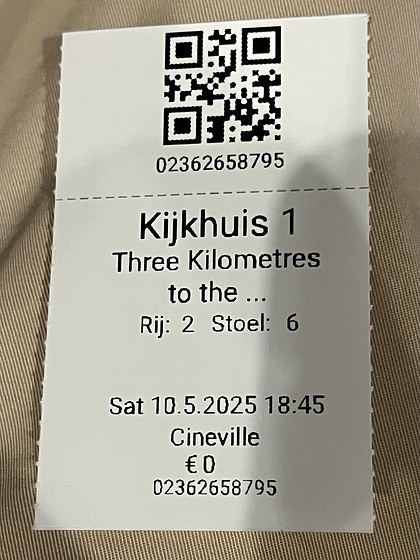 02362658795
Kijkhuis 1
Three Kilometres
to the ...
Rij: 2 Stoel: 6
Sat 10.5.2025 18:45
Cineville
€ 0
02362658795